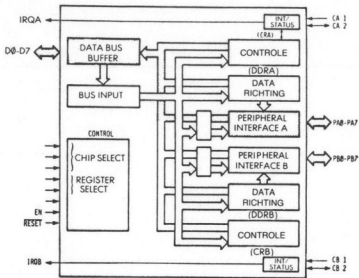 IRQA
INT/
STATUS
CA 1
CA 2
(CRA)
DØ-D7
DATA BUS
BUFFER
CONTROLE
(DDRA)
BUS INPUT
DATA
RICHTING
PERIPHERAL
INTERFACE A
PAØ-PA7
CONTROL
CHIP SELECT
REGISTER
SELECT
PERIPHERAL
INTERFACE B
PBØ-PB7
DATA
RICHTING
(DDRB)
EN
RESET
CONTROLE
(CRB)
IRQB
INT/
STATUS
CB 1
CB 2